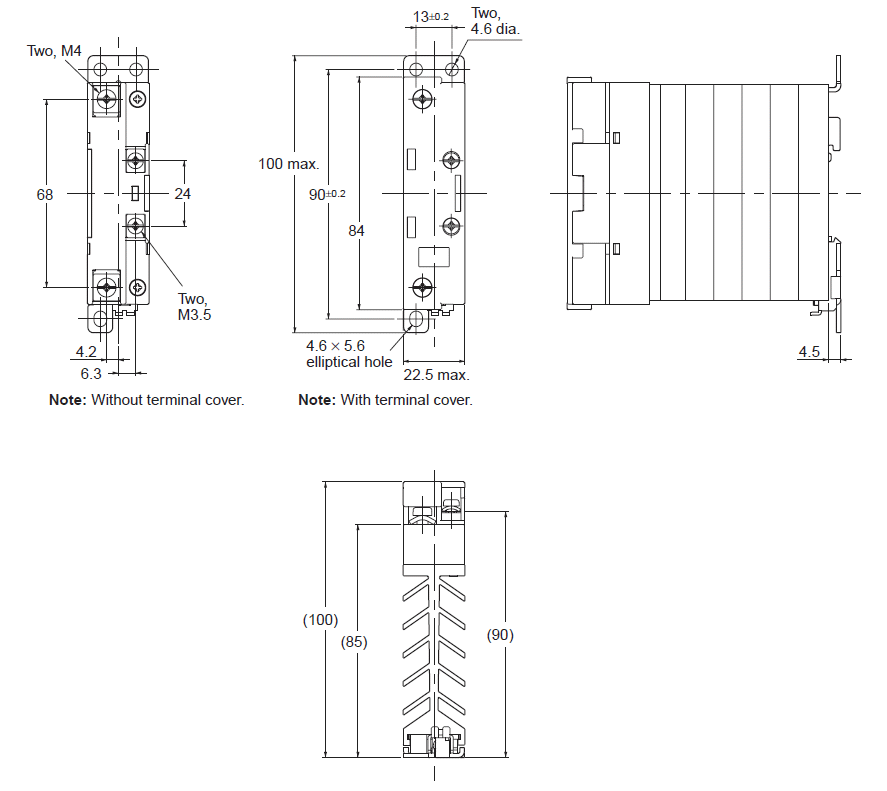 Two, M4
68
24
Two,
M3.5
4.2
6.3
Note: Without terminal cover.
13±0.2
Two,
4.6 dia.
100 max.
90±0.2
84
4.6 × 5.6
elliptical hole
22.5 max.
Note: With terminal cover.
4.5
(100)
(85)
(90)